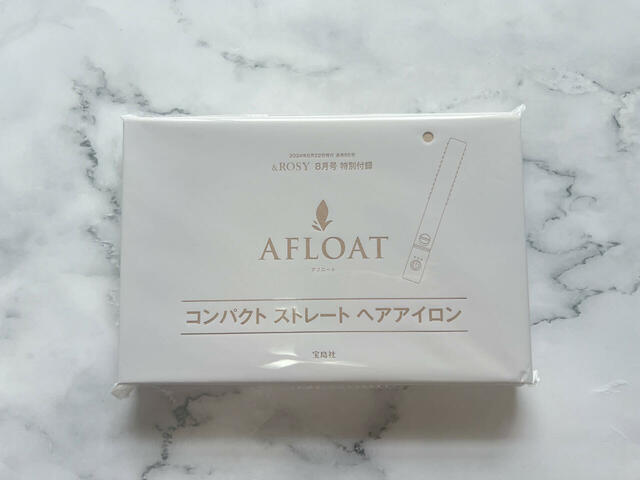 &ROSY 8月号 特別付録
AFLOAT
アフロート
コンパクト ストレート ヘアアイロン
宝島社